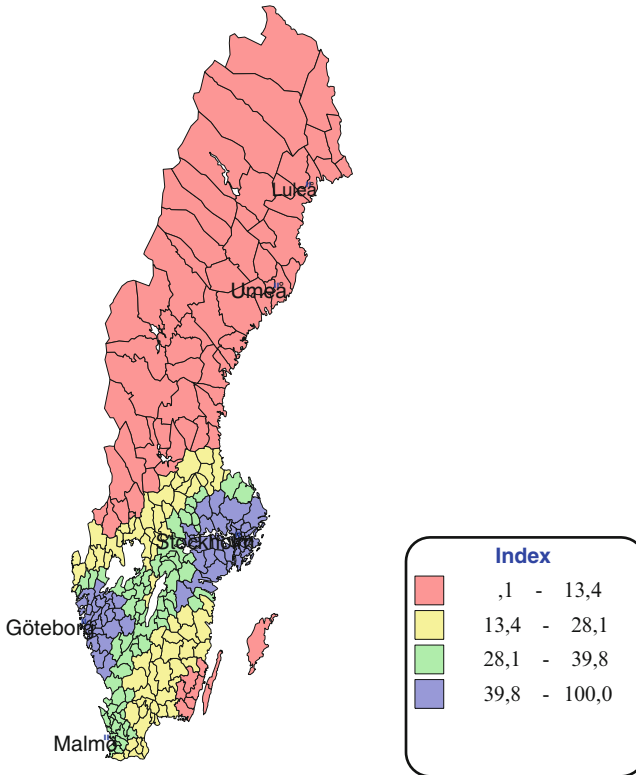 Luleå
Umeå
Stockholm
Göteborg
Malmö
Index
,1 - 13,4
13,4 - 28,1
28,1 - 39,8
39,8 - 100,0